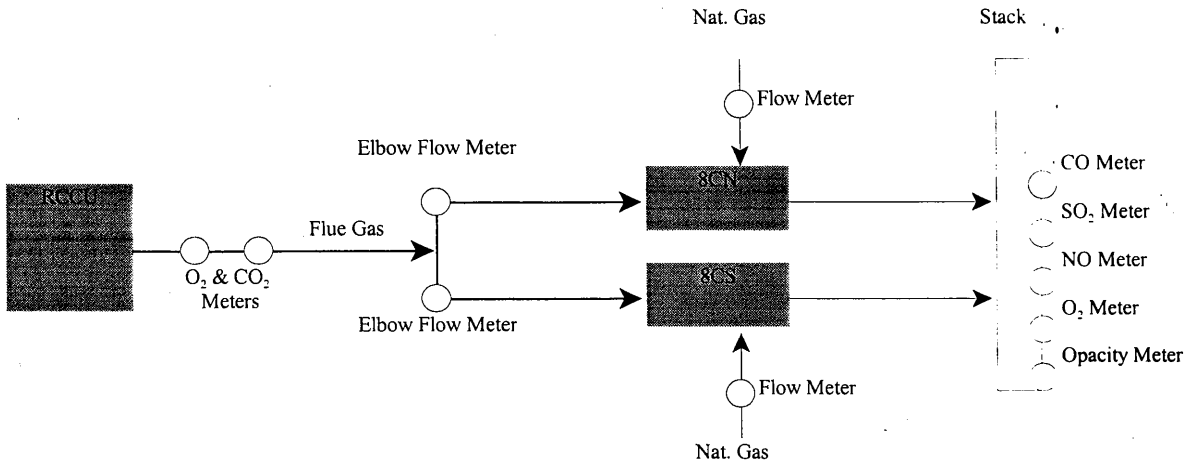 Nat. Gas
Stack
Flow Meter
Elbow Flow Meter
CO Meter
RCCU
8CN
SO₂ Meter
Flue Gas
NO Meter
O₂ & CO₂
Meters
8CS
O₂ Meter
Elbow Flow Meter
Opacity Meter
Flow Meter
Nat. Gas